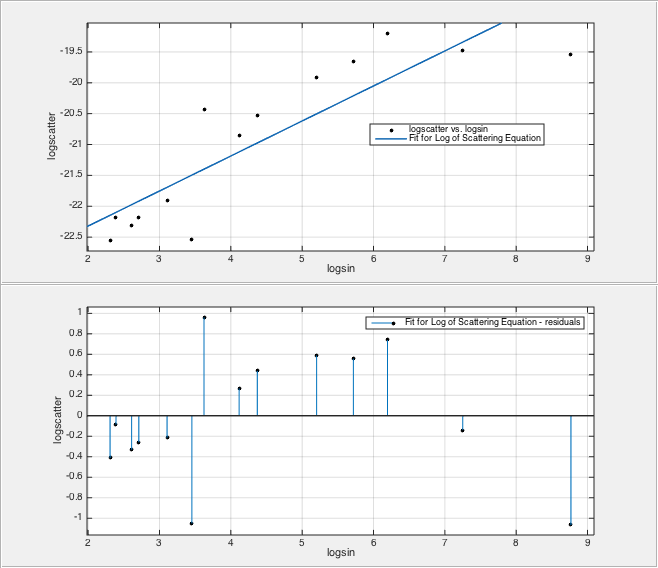 -19.5
-20
-20.5
-21
-21.5
-22
-22.5
logscatter
logscatter vs. logsin
Fit for Log of Scattering Equation
2 3 4 5 6 7 8 9
logsin
1
0.8
0.6
0.4
0.2
0
-0.2
-0.4
-0.6
-0.8
-1
logscatter
Fit for Log of Scattering Equation - residuals
2 3 4 5 6 7 8 9
logsin